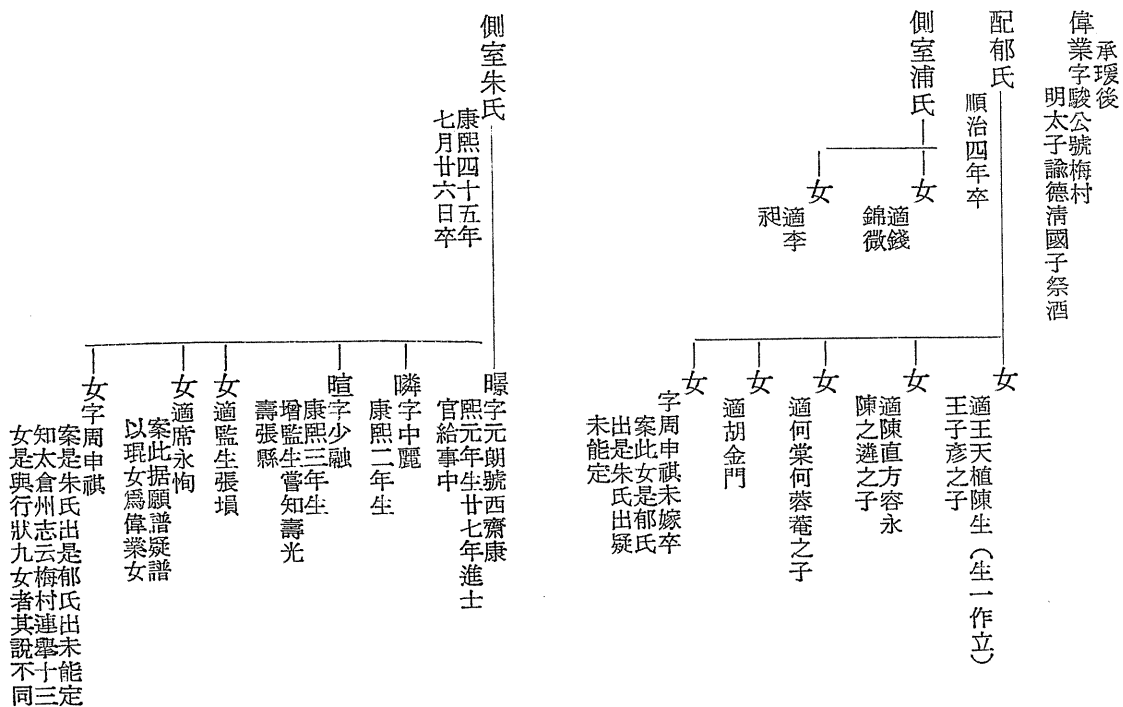 承瑗後
偉業字駿公號梅村
明太子諭德淸國子祭酒
配郁氏
順治四年卒
女
適王天植陳生（生一作立）
王子彥之子
女
適陳直方容永
陳之遴之子
女
適何棠何蓉菴之子
女
適胡金門
女
字周申祺未嫁卒
案此女是郁氏
出是朱氏出疑
未能定
側室浦氏
女
適錢
錦微
女
適李
昶
側室朱氏
康熙四十五年
七月廿六日卒
暻字元朗號西齋康
熙元年生廿七年進士
官給事中
暽字中麗
康熙二年生
暄字少融
康熙三年生
增監生嘗知壽光
壽張縣
女適監生張塤
女適席永恂
案此据願譜疑譜
以琨女爲偉業女
女字周申祺
案是朱氏出是郁氏出未能定
知太倉州志云梅村連舉十三
女是與行狀九女者其說不同